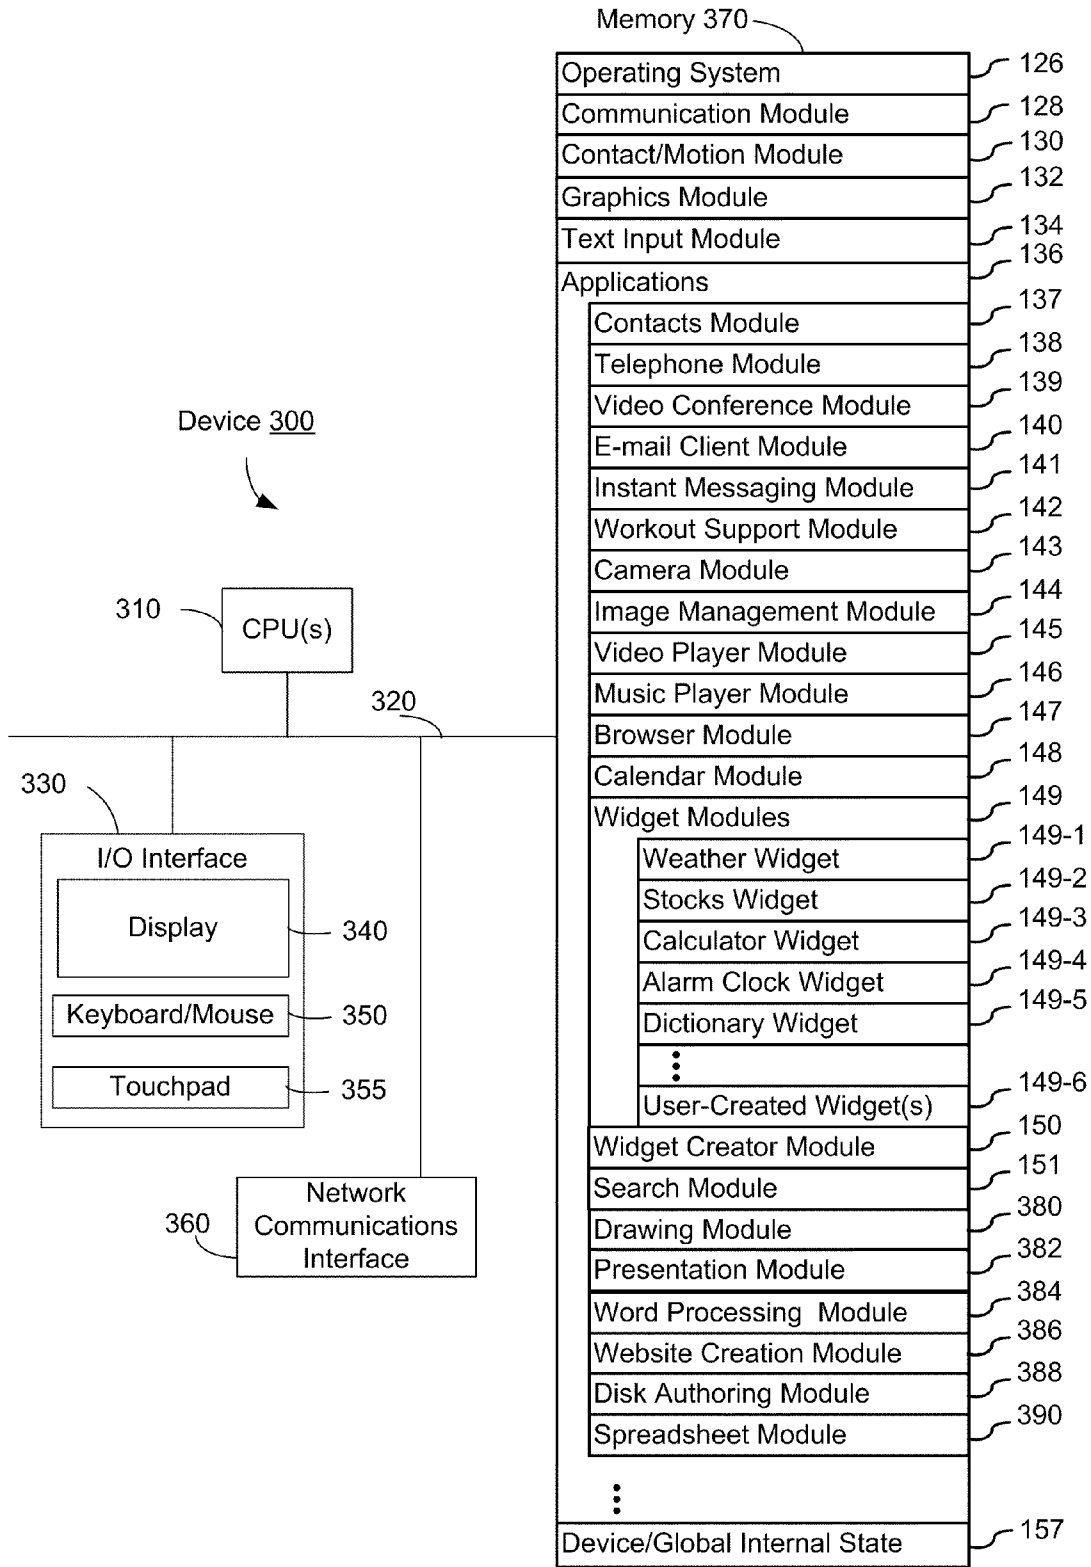 Memory 370
Operating System
126
Communication Module
128
Contact/Motion Module
130
Graphics Module
132
Text Input Module
134
136
Applications
Contacts Module
137
Telephone Module
138
Video Conference Module
139
E-mail Client Module
140
Instant Messaging Module
141
Workout Support Module
142
Camera Module
143
Image Management Module
144
Video Player Module
145
Music Player Module
146
Browser Module
147
Calendar Module
148
Widget Modules
149
Weather Widget
149-1
Stocks Widget
149-2
Calculator Widget
149-3
Alarm Clock Widget
149-4
Dictionary Widget
149-5
User-Created Widget(s)
149-6
Widget Creator Module
150
Search Module
151
Drawing Module
380
Presentation Module
382
Word Processing Module
384
Website Creation Module
386
Disk Authoring Module
388
Spreadsheet Module
390
Device/Global Internal State
157
Device 300
310
CPU(s)
320
330
I/O Interface
Display
340
Keyboard/Mouse
350
Touchpad
355
360
Network
Communications
Interface